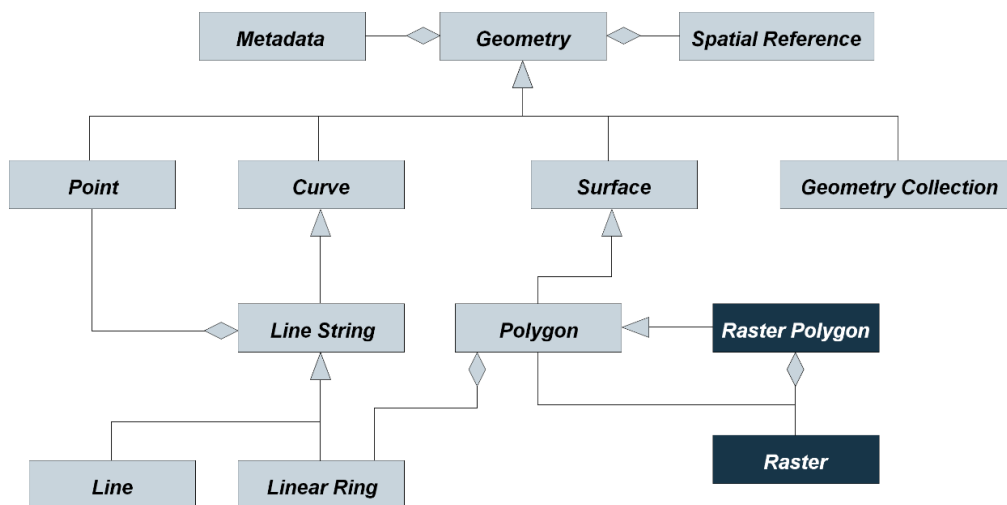 Metadata
Geometry
Spatial Reference
Point
Curve
Surface
Geometry Collection
Line String
Polygon
Raster Polygon
Line
Linear Ring
Raster